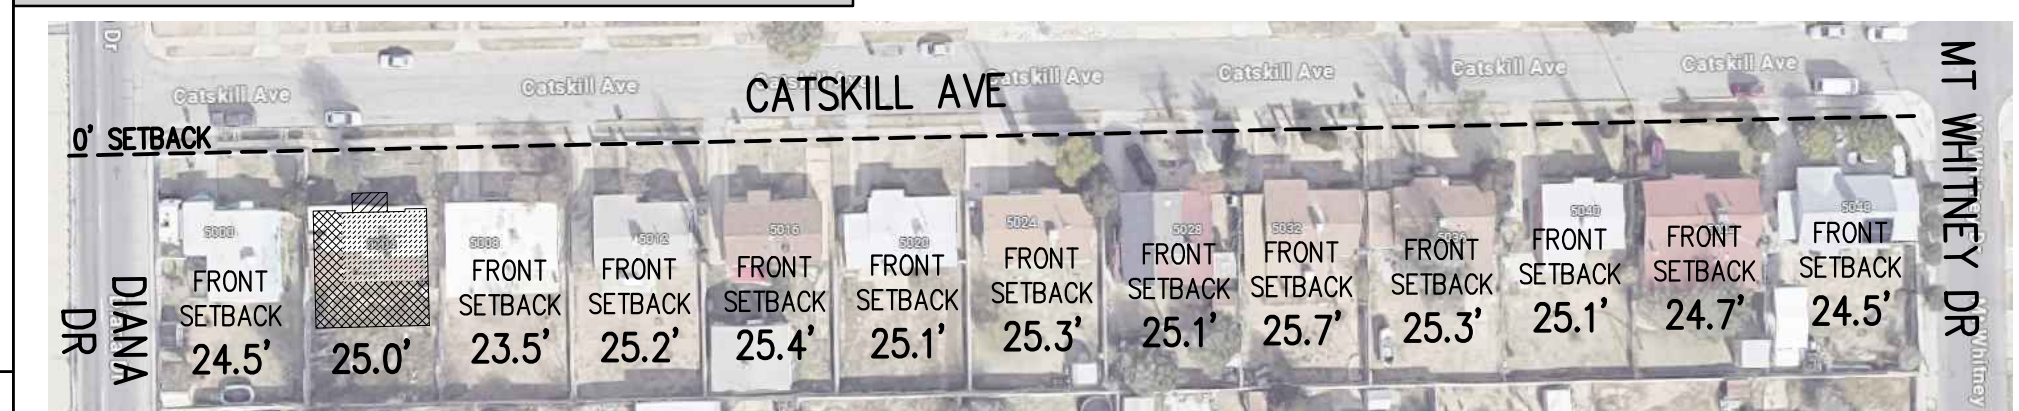 Dr
Catskill Ave
Catskill Ave
CATSKILL AVE
Catskill Ave
Catskill Ave
Catskill Ave
Catskill Ave
0' SETBACK
MT WHITNEY DR
DIANA
DR
5000
FRONT
SETBACK
24.5'
25.0'
5008
FRONT
SETBACK
23.5'
5012
FRONT
SETBACK
25.2'
5016
FRONT
SETBACK
25.4'
5020
FRONT
SETBACK
25.1'
5024
FRONT
SETBACK
25.3'
5028
FRONT
SETBACK
25.1'
5032
FRONT
SETBACK
25.7'
5036
FRONT
SETBACK
25.3'
5040
FRONT
SETBACK
25.1'
FRONT
SETBACK
24.7'
5048
FRONT
SETBACK
24.5'